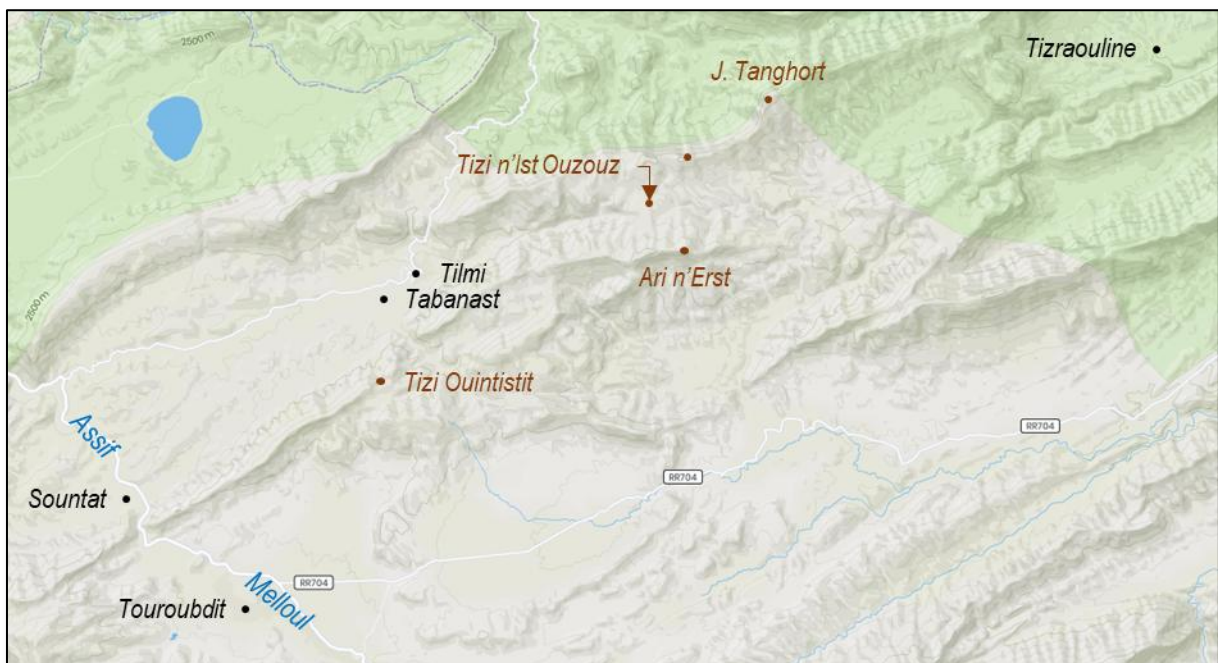 2500 m
Tizraouline
J. Tanghort
Tizi n’Ist Ouzouz
Tilmi
Ari n’Erst
Tabanast
2500 m
Tizi Ouintistit
Assif
RR704
RR704
Sountat
RR704
Melloul
Touroubdit